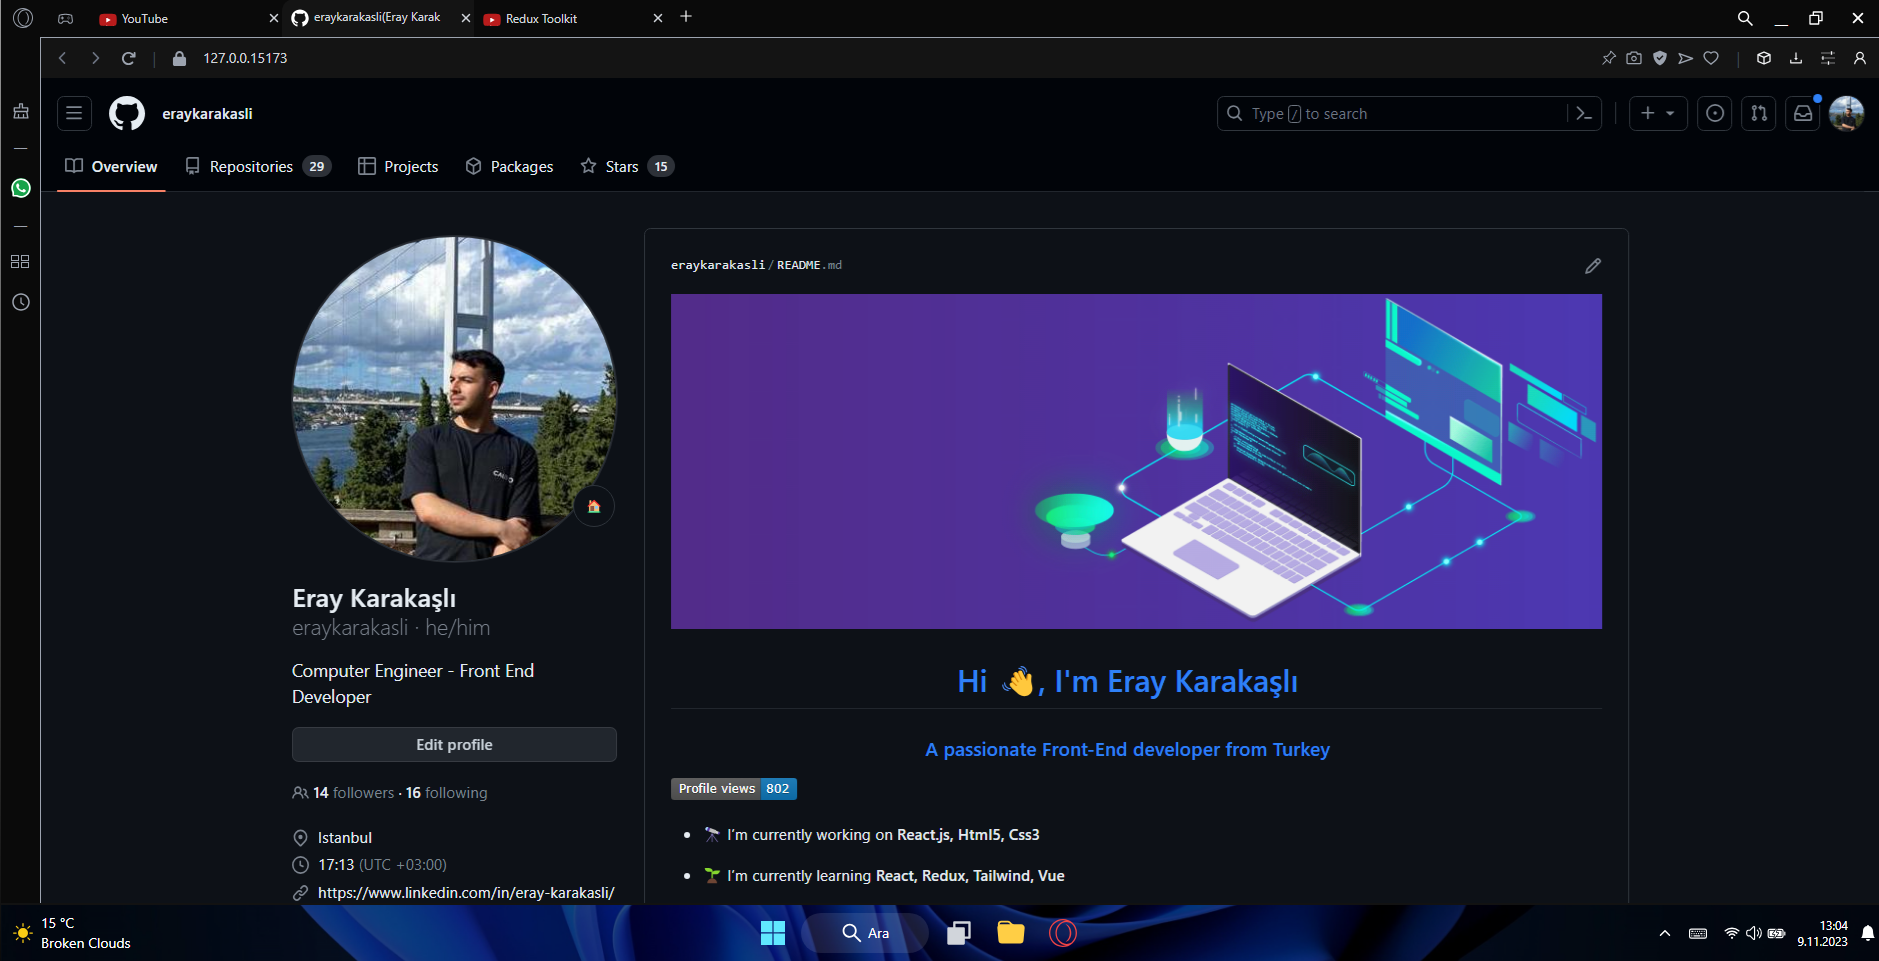 YouTube
eraykarakasli(Eray Karak
Redux Toolkit
127.0.0.15173
eraykarakasli
Type / to search
Overview
Repositories 29
Projects
Packages
Stars 15
eraykarakasli/README.md
Eray Karakaşlı
eraykarakasli · he/him
Computer Engineer - Front End
Developer
Edit profile
14 followers · 16 following
Istanbul
17:13 (UTC +03:00)
https://www.linkedin.com/in/eray-karakasli/
Hi 👋, I'm Eray Karakaşlı
A passionate Front-End developer from Turkey
Profile views 802
🔭 I'm currently working on React.js, Html5, Css3
🌱 I'm currently learning React, Redux, Tailwind, Vue
15 °C
Broken Clouds
Ara
13:04
9.11.2023